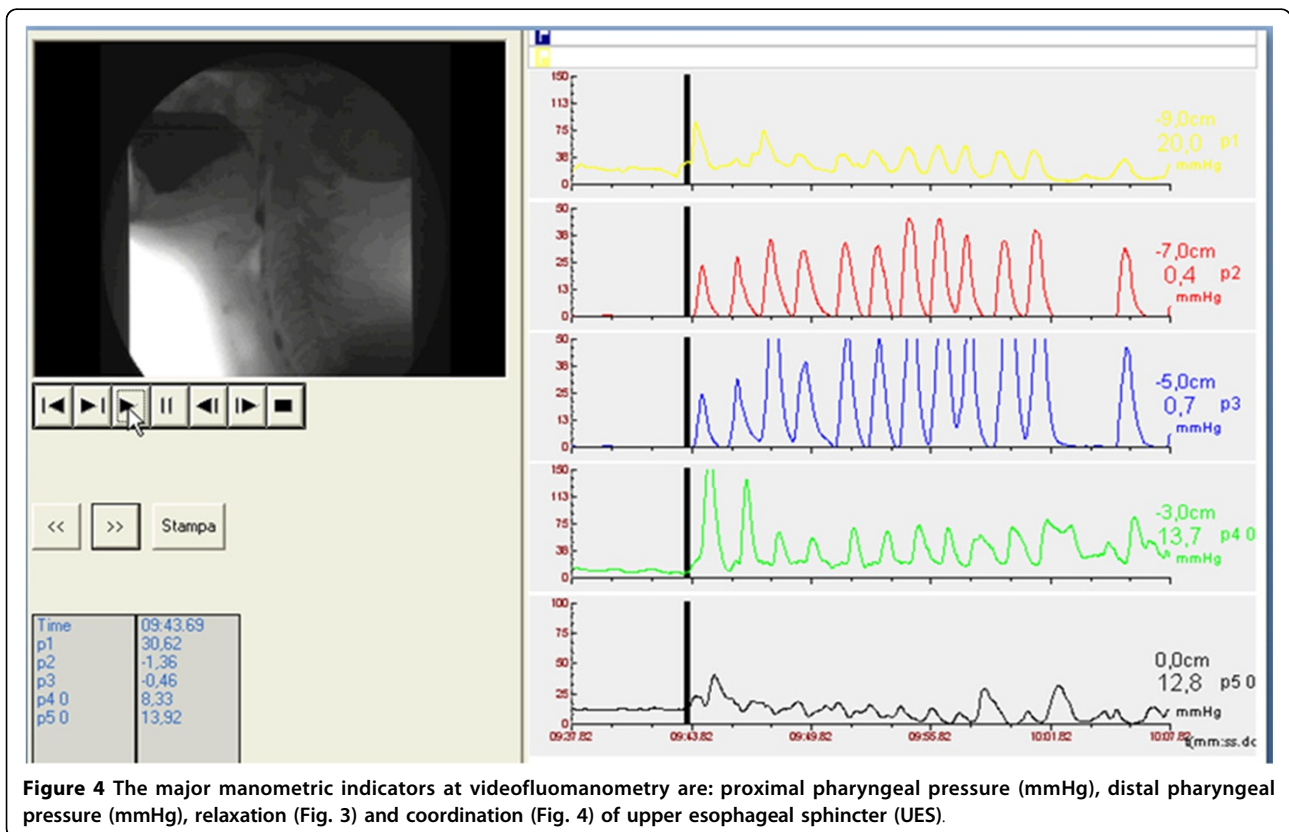 150
113
75
38
0
-9,0cm
20,0 p1
mmHg
50
38
25
13
0
-7,0cm
0,4 p2
mmHg
50
38
25
13
0
-5,0cm
0,7 p3
mmHg
<< >> Stampa
150
113
75
38
0
-3,0cm
13,7 p4 0
mmHg
Time 09:43.69
p1 30,62
p2 -1,36
p3 -0,46
p4 0 8,33
p5 0 13,92
100
75
50
25
0
0,0cm
12,8 p5 0
mmHg
09:37.82 09:43.82 09:49.82 09:55.82 10:01.82 10:07.82
t(mm:ss.dc
Figure 4 The major manometric indicators at videofluomanometry are: proximal pharyngeal pressure (mmHg), distal pharyngeal
pressure (mmHg), relaxation (Fig. 3) and coordination (Fig. 4) of upper esophageal sphincter (UES).